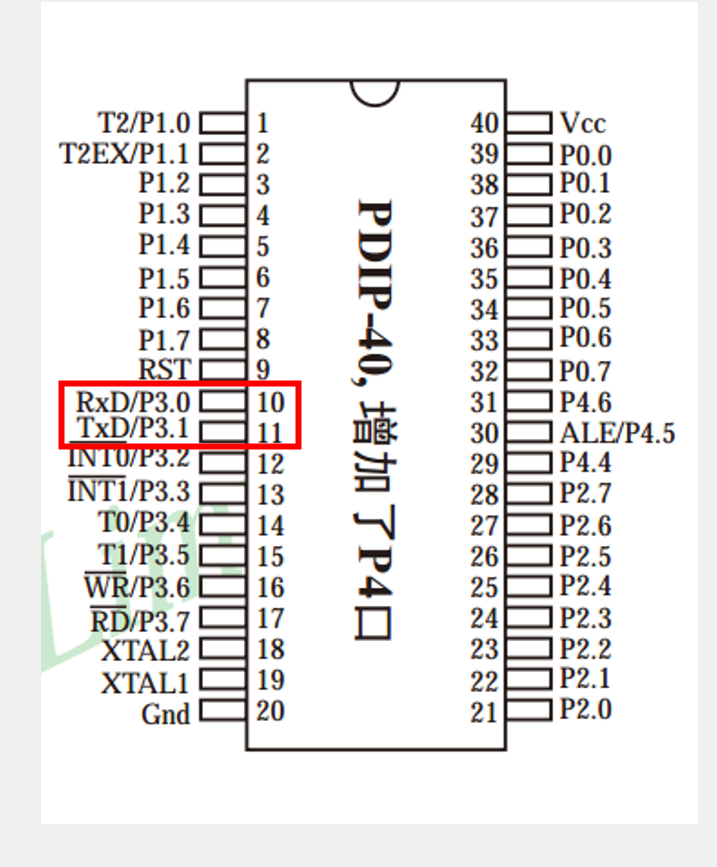 T2/P1.0 1 40 Vcc
T2EX/P1.1 2 39 P0.0
P1.2 3 38 P0.1
P1.3 4 37 P0.2
P1.4 5 36 P0.3
P1.5 6 35 P0.4
P1.6 7 34 P0.5
P1.7 8 33 P0.6
RST 9 32 P0.7
RxD/P3.0 10 31 P4.6
TxD/P3.1 11 30 ALE/P4.5
INT0/P3.2 12 29 P4.4
INT1/P3.3 13 28 P2.7
T0/P3.4 14 27 P2.6
T1/P3.5 15 26 P2.5
WR/P3.6 16 25 P2.4
RD/P3.7 17 24 P2.3
XTAL2 18 23 P2.2
XTAL1 19 22 P2.1
Gnd 20 21 P2.0
PDIP-40,增加了P4口
Lim